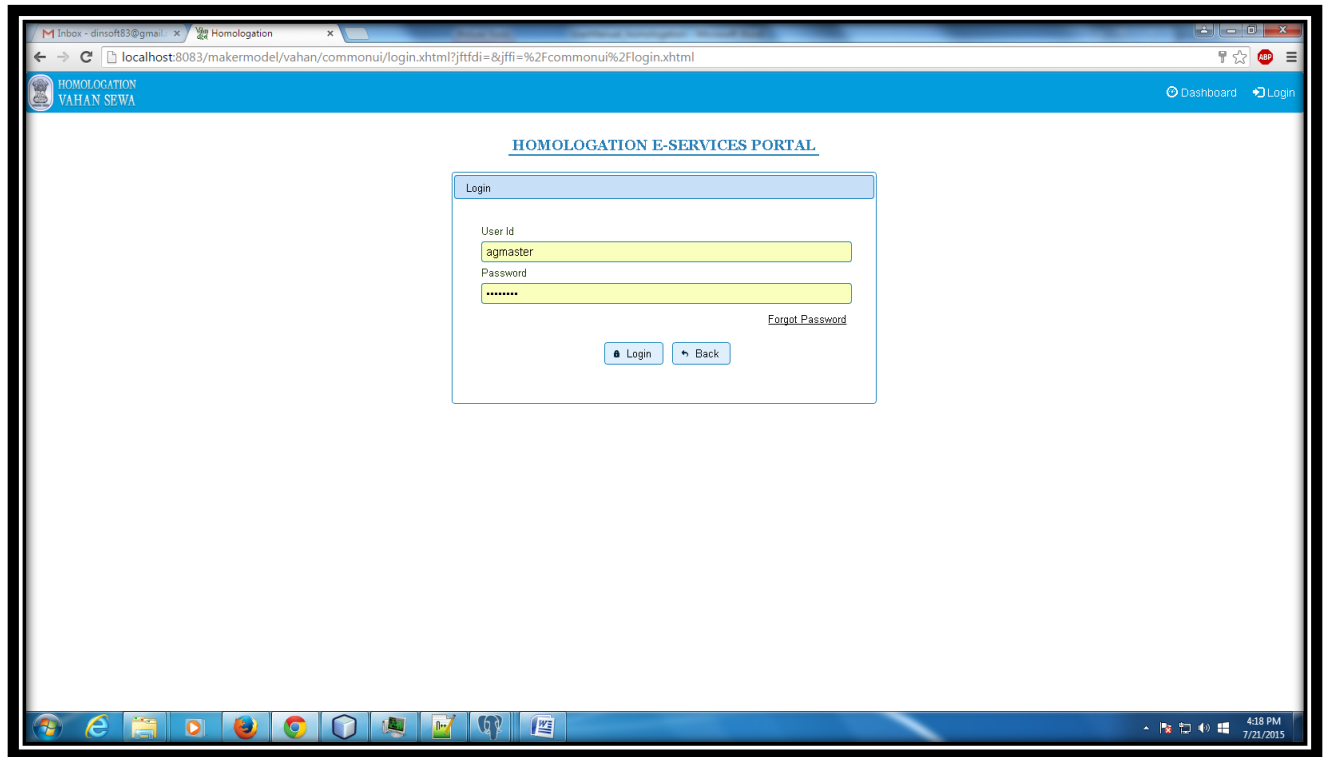 Inbox - dinsoft83@gmail. × Homologation ×
localhost:8083/makermodel/vahan/commonui/login.xhtml?jftfdi=&jffi=%2Fcommonui%2Flogin.xhtml
ABP
HOMOLOGATION
VAHAN SEWA
Dashboard Login
HOMOLOGATION E-SERVICES PORTAL
Login
User Id
agmaster
Password
••••••••
Forgot Password
Login Back
4:18 PM
7/21/2015